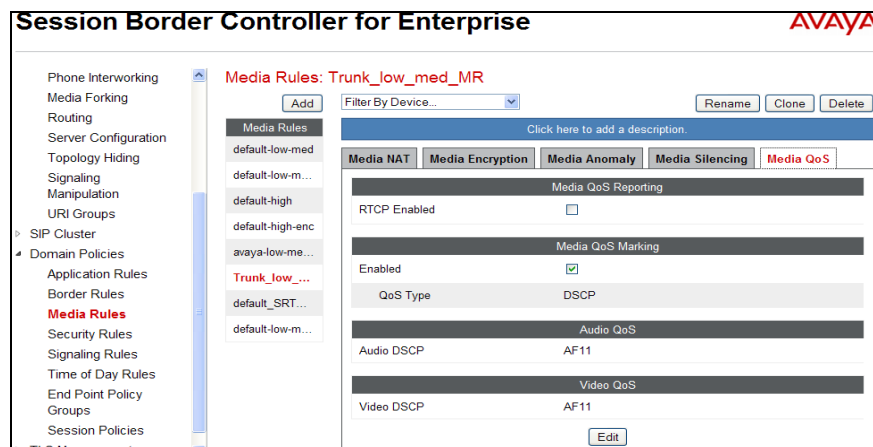 Session Border Controller for Enterprise
AVAYA
Phone Interworking
Media Forking
Routing
Server Configuration
Topology Hiding
Signaling
Manipulation
URI Groups
SIP Cluster
Domain Policies
Application Rules
Border Rules
Media Rules
Security Rules
Signaling Rules
Time of Day Rules
End Point Policy
Groups
Session Policies
Media Rules: Trunk_low_med_MR
Add
Filter By Device...
Rename
Clone
Delete
Media Rules
default-low-med
default-low-m...
default-high
default-high-enc
avaya-low-me...
Trunk_low_...
default_SRT...
default-low-m...
Click here to add a description.
Media NAT
Media Encryption
Media Anomaly
Media Silencing
Media QoS
Media QoS Reporting
RTCP Enabled
Media QoS Marking
Enabled
QoS Type DSCP
Audio QoS
Audio DSCP AF11
Video QoS
Video DSCP AF11
Edit